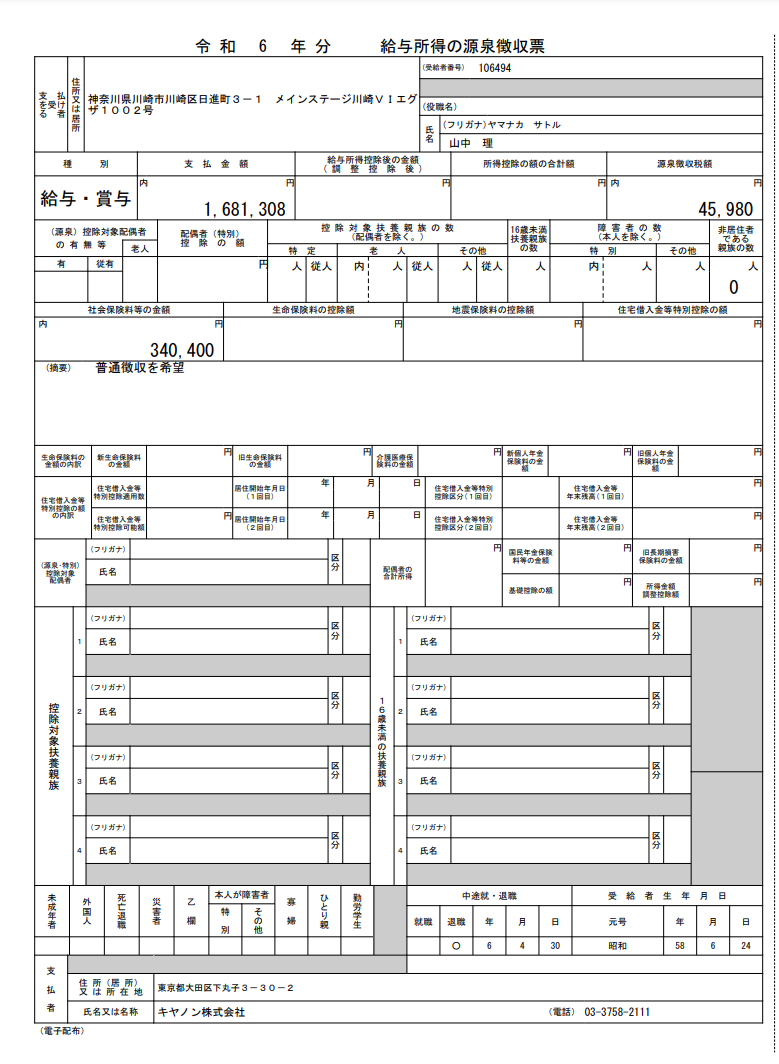 令和 6 年分 給与所得の源泉徴収票
支払を受ける者
住所又は居所
神奈川県川崎市川崎区日進町3-1 メインステージ川崎ⅤⅠエグ
ザ1002号
(受給者番号) 106494
(役職名)
氏名
(フリガナ)ヤマナカ サトル
山中 理
種別 支払金額 給与所得控除後の金額(調整控除後) 所得控除の額の合計額 源泉徴収税額
給与・賞与 内 1,681,308 円 円 円 内 45,980 円
(源泉)控除対象配偶者の有無等 老人 配偶者(特別)控除の額 控除対象扶養親族の数(配偶者を除く。) 16歳未満扶養親族の数 障害者の数(本人を除く。) 非居住者である親族の数
有 従有 特定 老人 その他 特別 その他
円 人 従人 内 人 従人 人 従人 人 内 人 人 人
0
社会保険料等の金額 生命保険料の控除額 地震保険料の控除額 住宅借入金等特別控除の額
内 340,400 円 円 円 円
(摘要) 普通徴収を希望
生命保険料の金額の内訳 新生命保険料の金額 円 旧生命保険料の金額 円 介護医療保険料の金額 円 新個人年金保険料の金額 円 旧個人年金保険料の金額 円
住宅借入金等特別控除の額の内訳
住宅借入金等特別控除適用数 居住開始年月日(1回目) 年 月 日 住宅借入金等特別控除区分(1回目) 住宅借入金等年末残高(1回目) 円
住宅借入金等特別控除可能額 円 居住開始年月日(2回目) 年 月 日 住宅借入金等特別控除区分(2回目) 住宅借入金等年末残高(2回目) 円
(源泉・特別)控除対象配偶者
(フリガナ)
氏名
区分
配偶者の合計所得 円 国民年金保険料等の金額 円 旧長期損害保険料の金額 円
基礎控除の額 円 所得金額調整控除額 円
控除対象扶養親族
1 (フリガナ) 氏名 区分
2 (フリガナ) 氏名 区分
3 (フリガナ) 氏名 区分
4 (フリガナ) 氏名 区分
16歳未満の扶養親族
1 (フリガナ) 氏名 区分
2 (フリガナ) 氏名 区分
3 (フリガナ) 氏名 区分
4 (フリガナ) 氏名 区分
未成年者 外国人 死亡退職 災害者 乙欄 本人が障害者 特別 その他 寡婦 ひとり親 勤労学生
中途就・退職 受給者生年月日
就職 退職 年 月 日 元号 年 月 日
○ 6 4 30 昭和 58 6 24
支払者
住所(居所)又は所在地 東京都大田区下丸子3-30-2
氏名又は名称 キヤノン株式会社 (電話) 03-3758-2111
(電子配布)